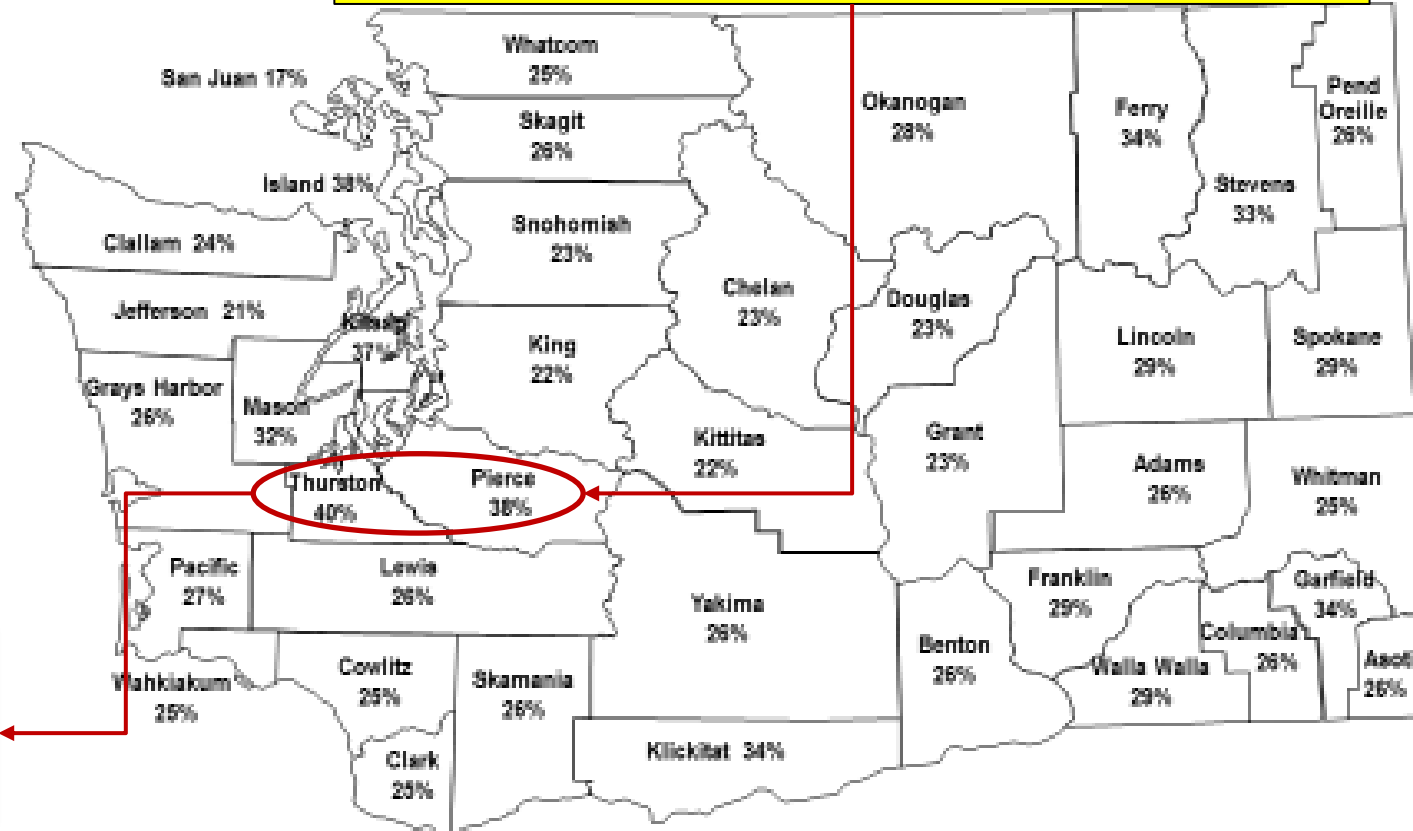 Whatcom
25%
San Juan 17%
Skagit
26%
Okanogan
28%
Ferry
34%
Pend
Oreille
26%
Stevens
33%
Island 38%
Snohomish
23%
Clallam 24%
Chelan
23%
Douglas
23%
Jefferson 21%
Kitsap
37%
King
22%
Lincoln
29%
Spokane
29%
Grays Harbor
26%
Mason
32%
Kittitas
22%
Grant
23%
Adams
26%
Whitman
25%
Thurston
40%
Pierce
38%
Pacific
27%
Lewis
26%
Yakima
26%
Franklin
29%
Garfield
34%
Benton
26%
Columbia
26%
Walla Walla
29%
Asoti
26%
Wahkiakum
25%
Cowlitz
25%
Skamania
26%
Clark
25%
Klickitat 34%